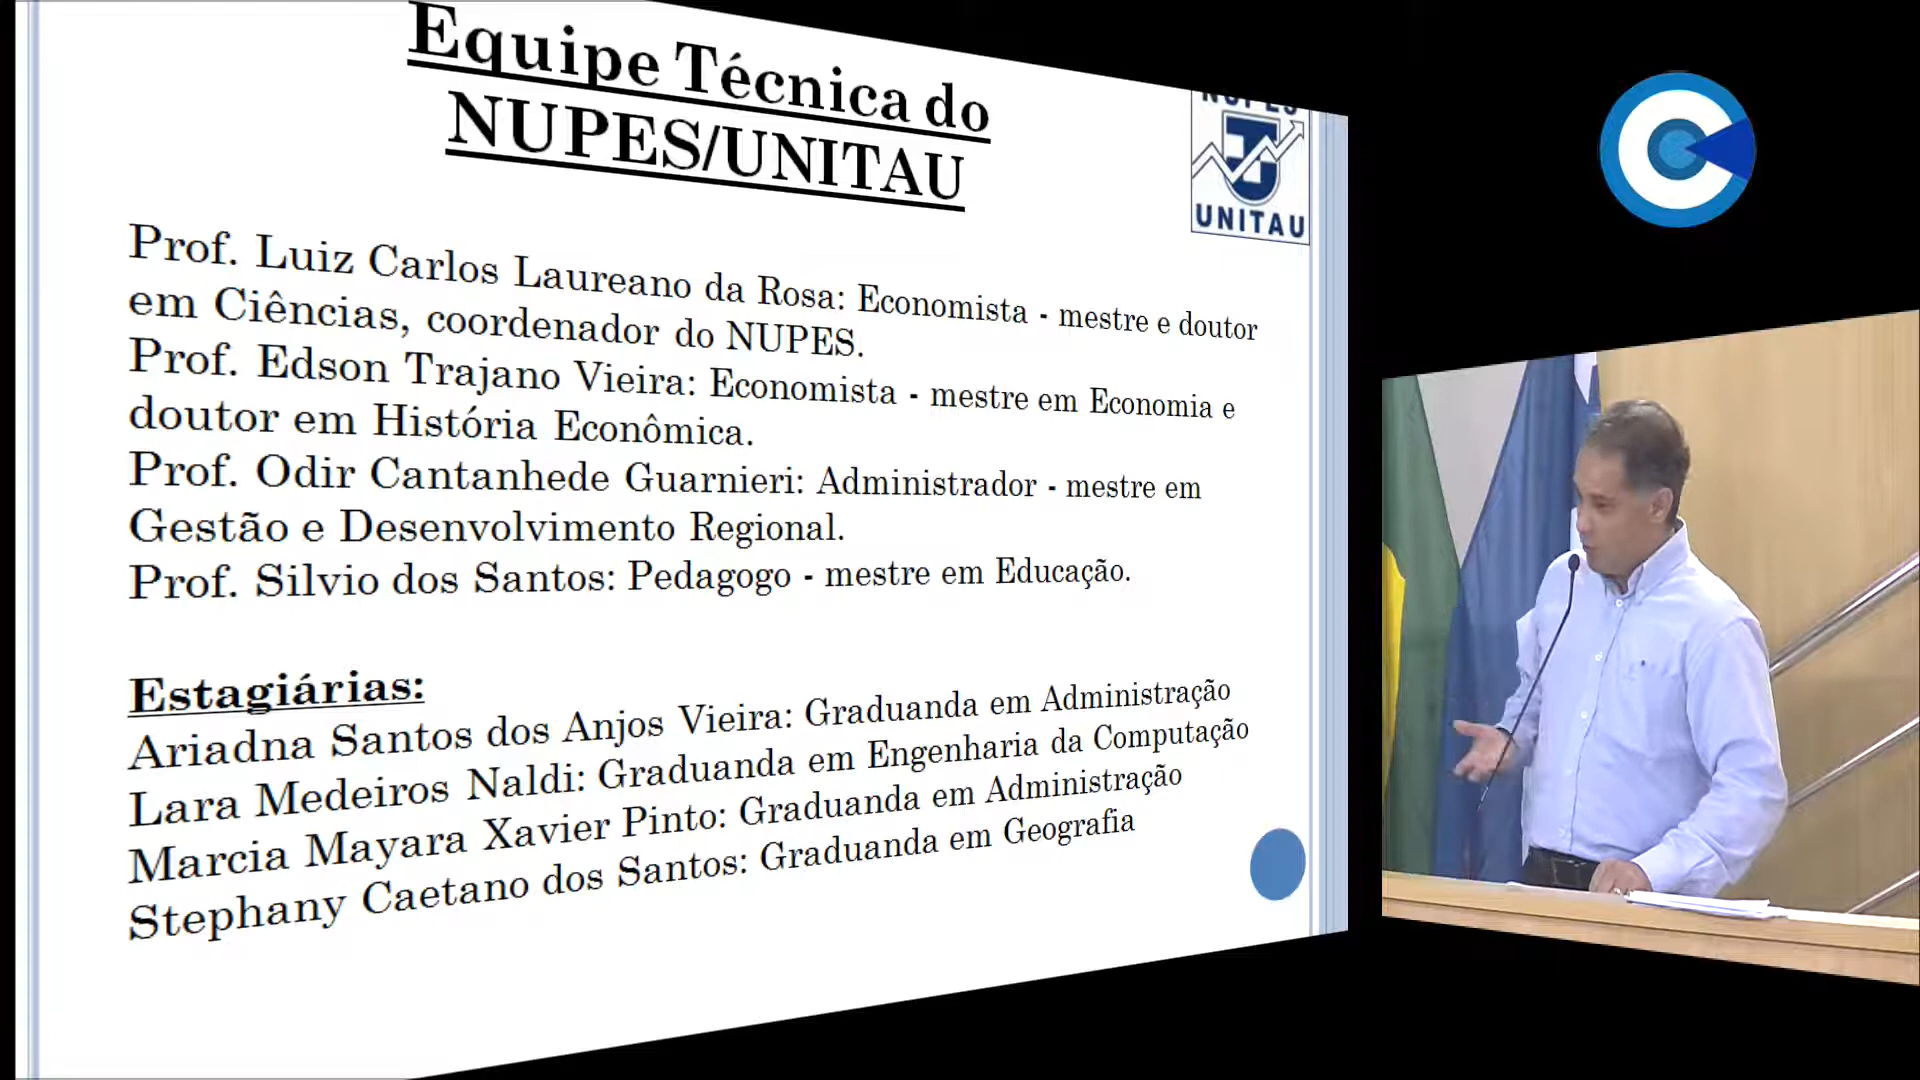 Equipe Técnica do
NUPES/UNITAU
NUPES
UNITAU
Prof. Luiz Carlos Laureano da Rosa: Economista - mestre e doutor
em Ciências, coordenador do NUPES.
Prof. Edson Trajano Vieira: Economista - mestre em Economia e
doutor em História Econômica.
Prof. Odir Cantanhede Guarnieri: Administrador - mestre em
Gestão e Desenvolvimento Regional.
Prof. Silvio dos Santos: Pedagogo - mestre em Educação.
Estagiárias:
Ariadna Santos dos Anjos Vieira: Graduanda em Administração
Lara Medeiros Naldi: Graduanda em Engenharia da Computação
Marcia Mayara Xavier Pinto: Graduanda em Administração
Stephany Caetano dos Santos: Graduanda em Geografia